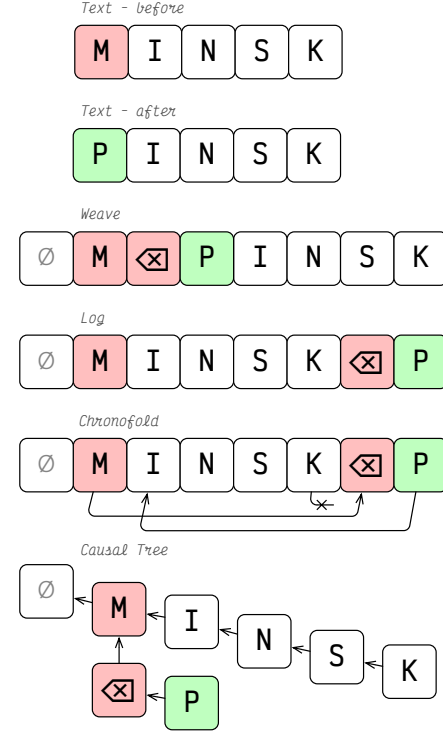 Text - before
M I N S K
Text - after
P I N S K
Weave
∅ M ⌫ P I N S K
Log
∅ M I N S K ⌫ P
Chronofold
∅ M I N S K ⌫ P
Causal Tree
∅
M
I
N
S
K
⌫
P